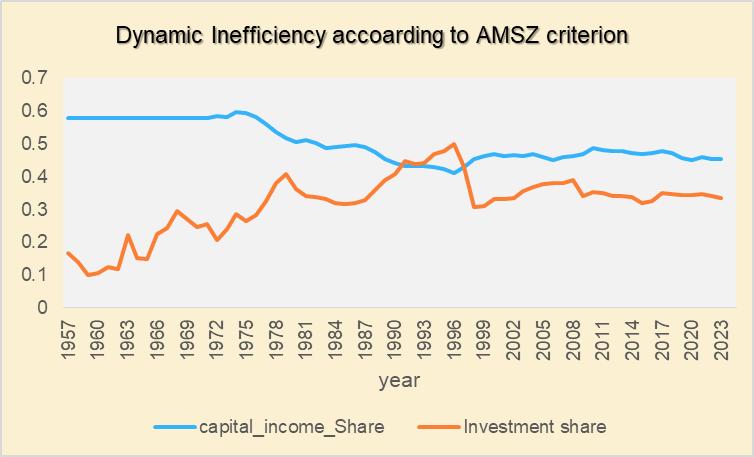 Dynamic Inefficiency accoarding to AMSZ criterion
0.7
0.6
0.5
0.4
0.3
0.2
0.1
0
1957 1960 1963 1966 1969 1972 1975 1978 1981 1984 1987 1990 1993 1996 1999 2002 2005 2008 2011 2014 2017 2020 2023
year
capital_income_Share Investment share